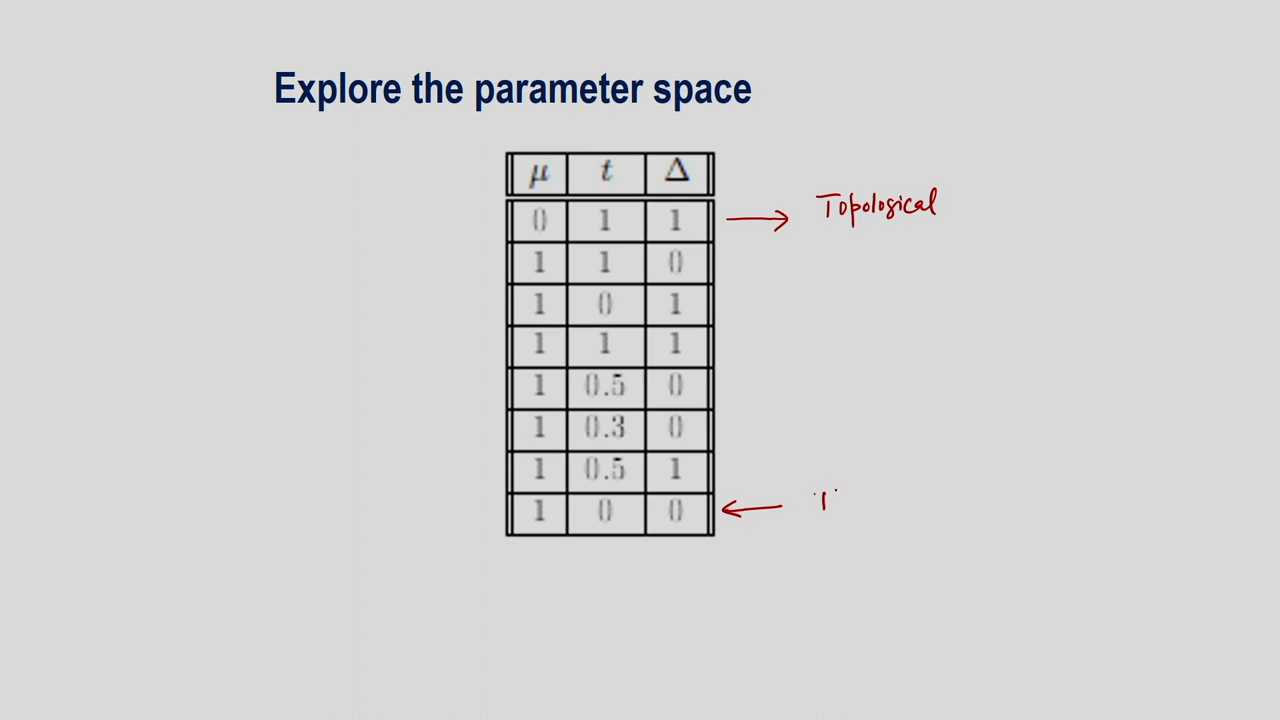 Explore the parameter space
μ t Δ
0 1 1 Topological
1 1 0
1 0 1
1 1 1
1 0.5 0
1 0.3 0
1 0.5 1
1 0 0